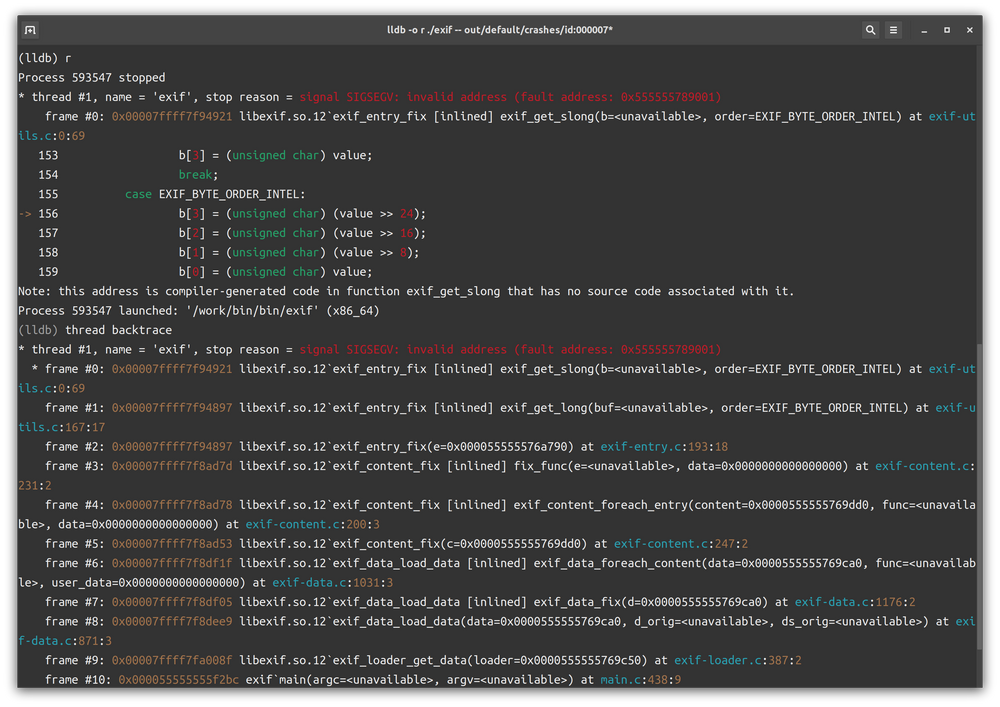 lldb -o r ./exif -- out/default/crashes/id:000007*
(lldb) r
Process 593547 stopped
* thread #1, name = 'exif', stop reason = signal SIGSEGV: invalid address (fault address: 0x555555789001)
frame #0: 0x00007ffff7f94921 libexif.so.12`exif_entry_fix [inlined] exif_get_slong(b=<unavailable>, order=EXIF_BYTE_ORDER_INTEL) at exif-ut
ils.c:0:69
153 b[3] = (unsigned char) value;
154 break;
155 case EXIF_BYTE_ORDER_INTEL:
-> 156 b[3] = (unsigned char) (value >> 24);
157 b[2] = (unsigned char) (value >> 16);
158 b[1] = (unsigned char) (value >> 8);
159 b[0] = (unsigned char) value;
Note: this address is compiler-generated code in function exif_get_slong that has no source code associated with it.
Process 593547 launched: '/work/bin/bin/exif' (x86_64)
(lldb) thread backtrace
* thread #1, name = 'exif', stop reason = signal SIGSEGV: invalid address (fault address: 0x555555789001)
* frame #0: 0x00007ffff7f94921 libexif.so.12`exif_entry_fix [inlined] exif_get_slong(b=<unavailable>, order=EXIF_BYTE_ORDER_INTEL) at exif-ut
ils.c:0:69
frame #1: 0x00007ffff7f94897 libexif.so.12`exif_entry_fix [inlined] exif_get_long(buf=<unavailable>, order=EXIF_BYTE_ORDER_INTEL) at exif-u
tils.c:167:17
frame #2: 0x00007ffff7f94897 libexif.so.12`exif_entry_fix(e=0x000055555576a790) at exif-entry.c:193:18
frame #3: 0x00007ffff7f8ad7d libexif.so.12`exif_content_fix [inlined] fix_func(e=<unavailable>, data=0x0000000000000000) at exif-content.c:
231:2
frame #4: 0x00007ffff7f8ad78 libexif.so.12`exif_content_fix [inlined] exif_content_foreach_entry(content=0x0000555555769dd0, func=<unavaila
ble>, data=0x0000000000000000) at exif-content.c:200:3
frame #5: 0x00007ffff7f8ad53 libexif.so.12`exif_content_fix(c=0x0000555555769dd0) at exif-content.c:247:2
frame #6: 0x00007ffff7f8df1f libexif.so.12`exif_data_load_data [inlined] exif_data_foreach_content(data=0x0000555555769ca0, func=<unavailab
le>, user_data=0x0000000000000000) at exif-data.c:1031:3
frame #7: 0x00007ffff7f8df05 libexif.so.12`exif_data_load_data [inlined] exif_data_fix(d=0x0000555555769ca0) at exif-data.c:1176:2
frame #8: 0x00007ffff7f8dee9 libexif.so.12`exif_data_load_data(data=0x0000555555769ca0, d_orig=<unavailable>, ds_orig=<unavailable>) at exi
f-data.c:871:3
frame #9: 0x00007ffff7fa008f libexif.so.12`exif_loader_get_data(loader=0x0000555555769c50) at exif-loader.c:387:2
frame #10: 0x000055555555f2bc exif`main(argc=<unavailable>, argv=<unavailable>) at main.c:438:9